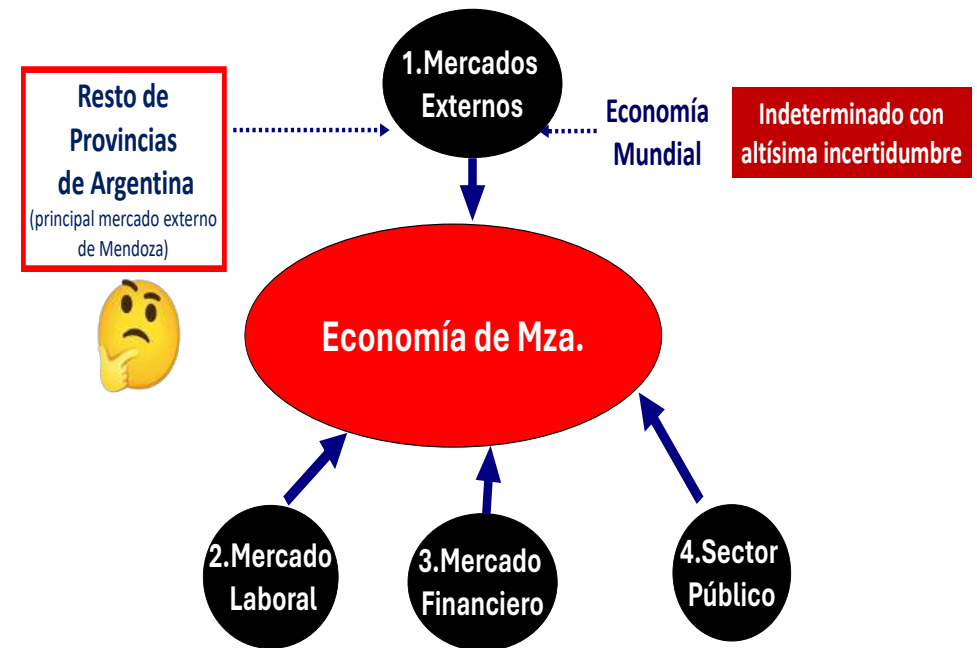 1.Mercados
Externos
Resto de
Provincias
de Argentina
(principal mercado externo
de Mendoza)
Economía
Mundial
Indeterminado con
altísima incertidumbre
Economía de Mza.
2.Mercado
Laboral
3.Mercado
Financiero
4.Sector
Público